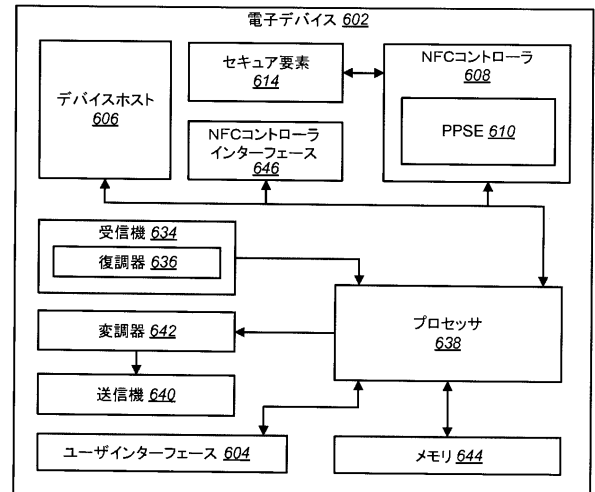 電子デバイス 602
デバイスホスト
606
セキュア要素
614
NFCコントローラ
608
PPSE 610
NFCコントローラ
インターフェース
646
受信機 634
復調器 636
変調器 642
送信機 640
プロセッサ
638
ユーザインターフェース 604
メモリ 644